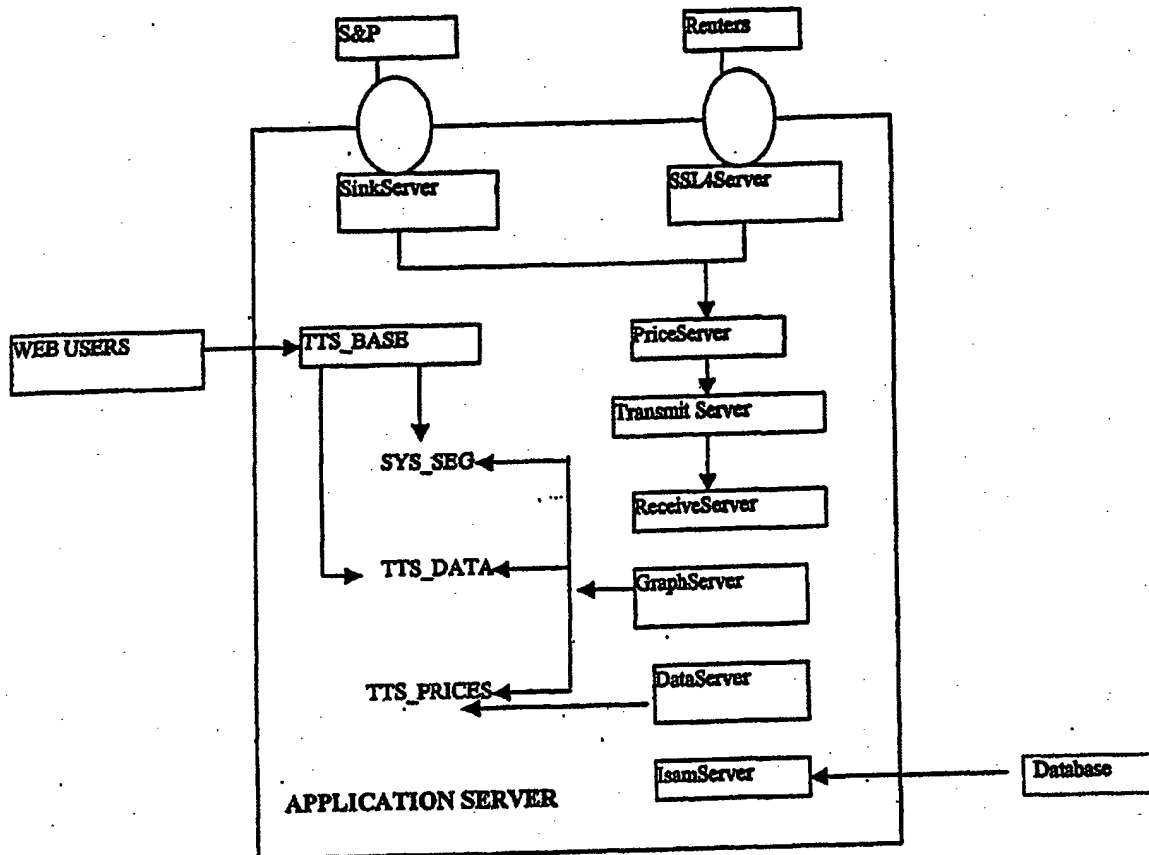 S&P
Reuters
SinkServer
SSL4Server
WEB USERS
TTS_BASE
PriceServer
Transmit Server
SYS_SEG
ReceiveServer
TTS_DATA
GraphServer
TTS_PRICES
DataServer
IsamServer
Database
APPLICATION SERVER